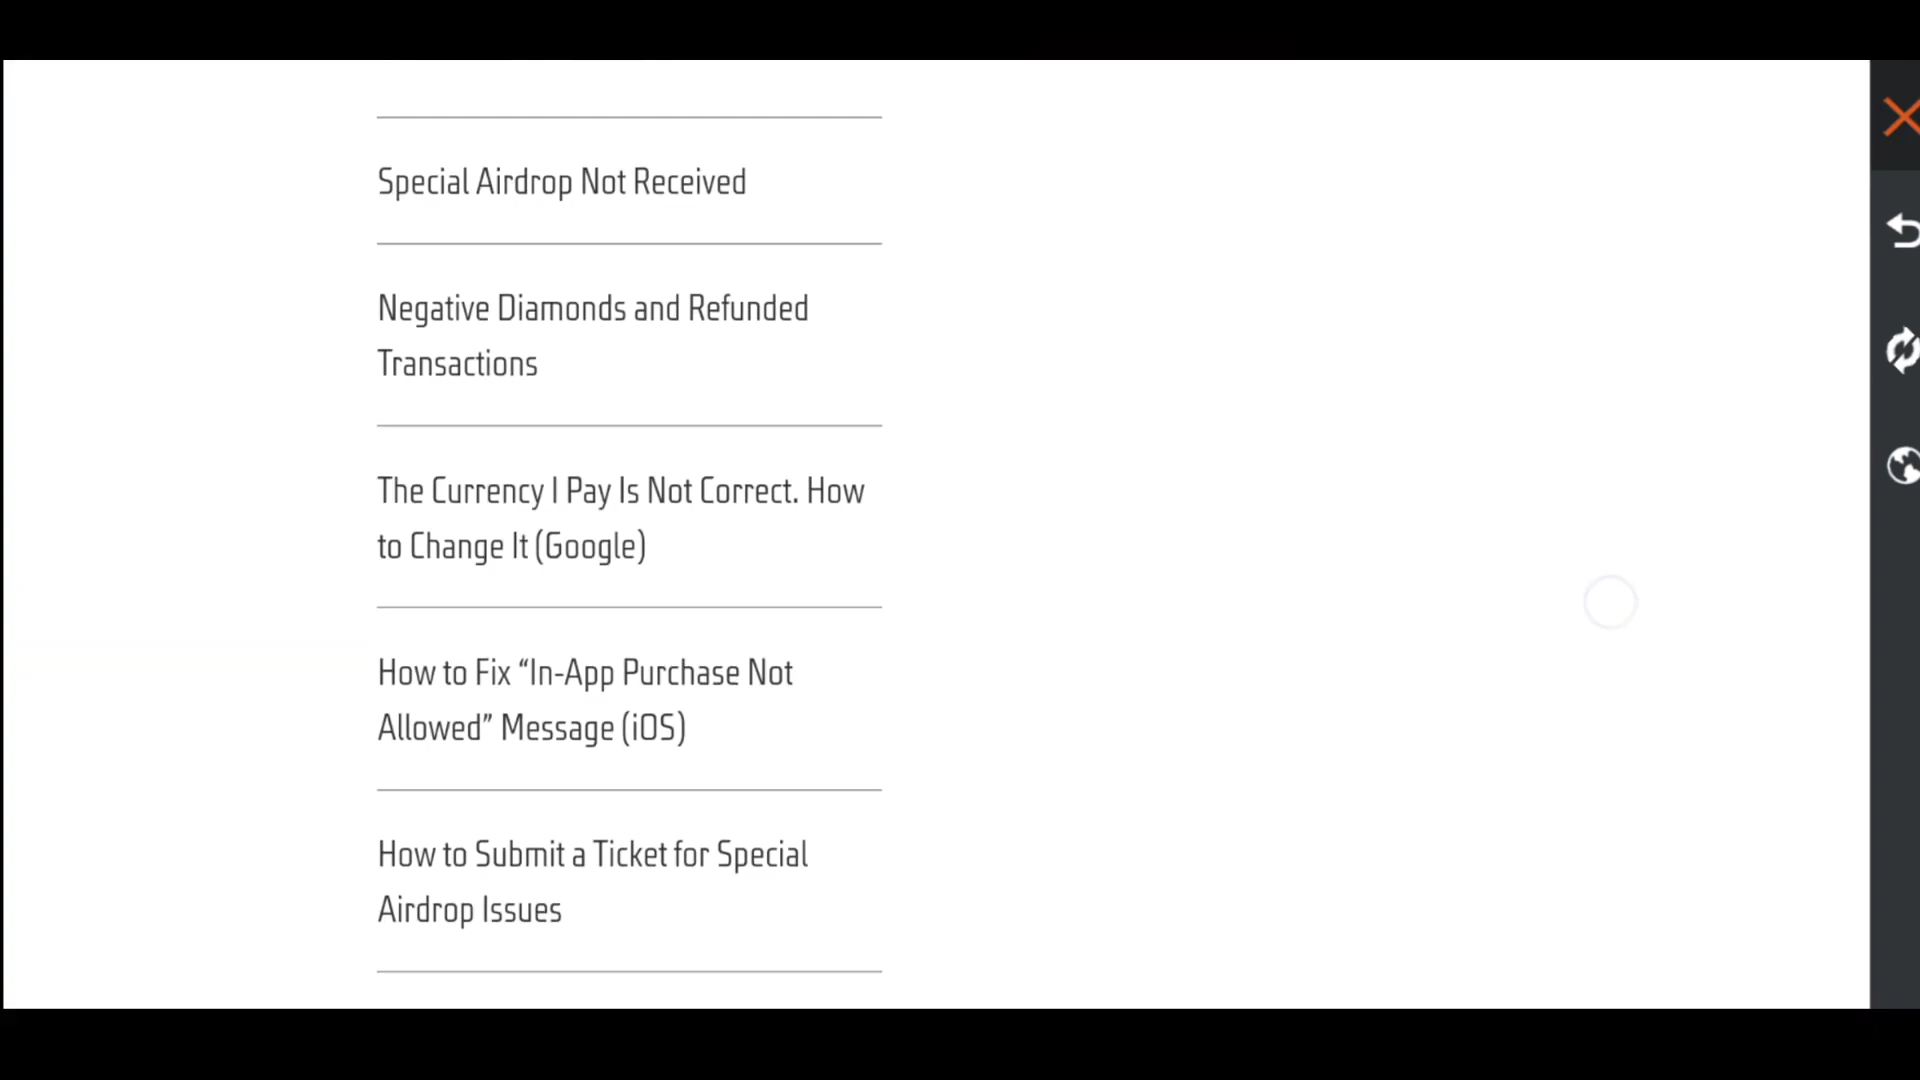 Special Airdrop Not Received
Negative Diamonds and Refunded
Transactions
The Currency I Pay Is Not Correct. How
to Change It (Google)
How to Fix “In-App Purchase Not
Allowed” Message (iOS)
How to Submit a Ticket for Special
Airdrop Issues